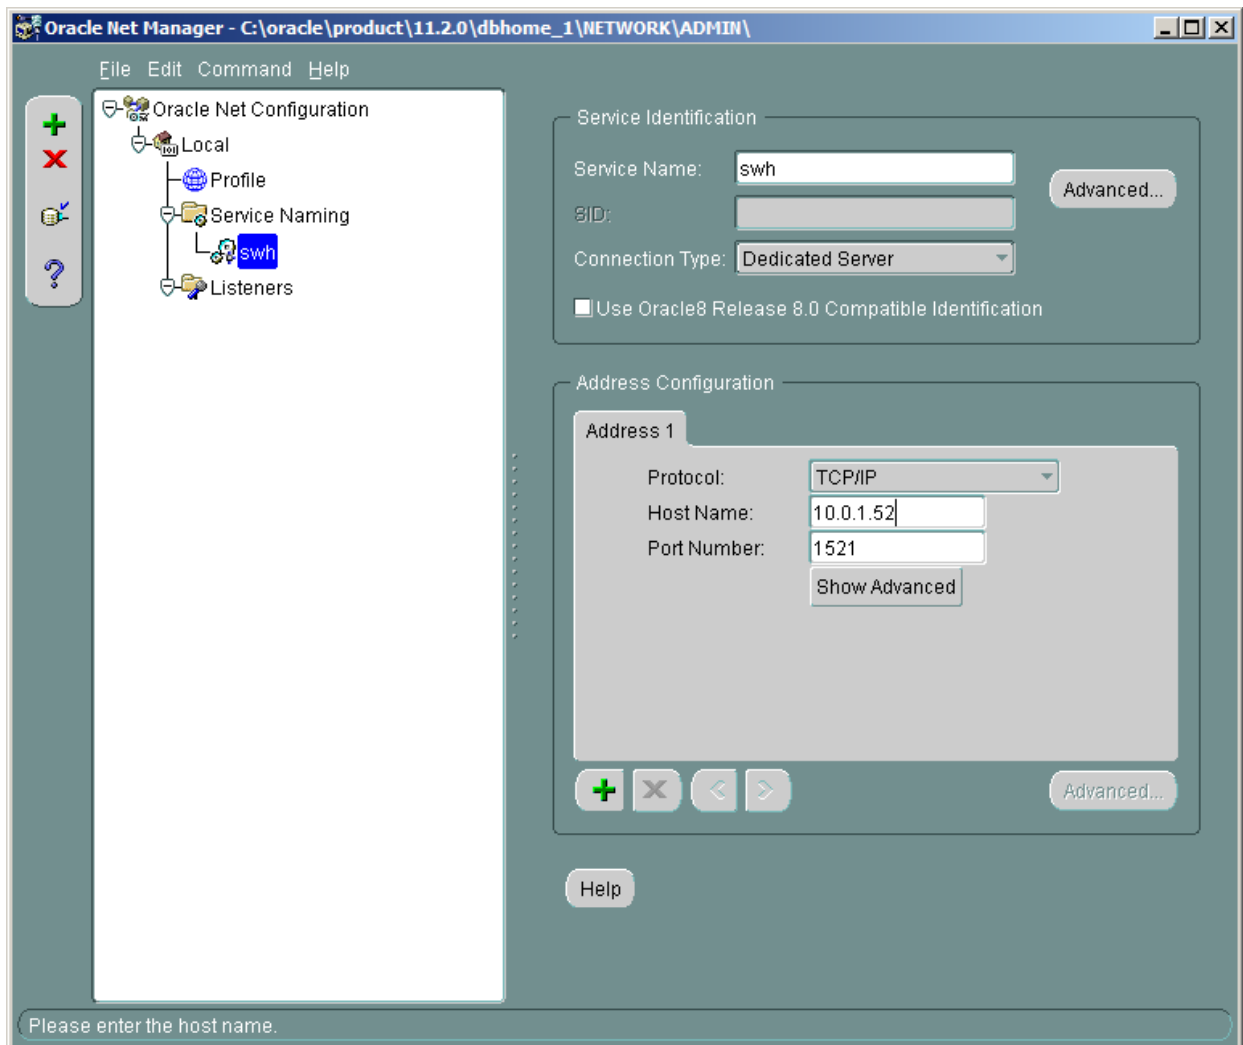 Oracle Net Manager - C:\oracle\product\11.2.0\dbhome_1\NETWORK\ADMIN\
File Edit Command Help
Oracle Net Configuration
Local
Profile
Service Naming
swh
Listeners
Service Identification
Service Name: swh
Advanced...
SID:
Connection Type: Dedicated Server
Use Oracle8 Release 8.0 Compatible Identification
Address Configuration
Address 1
Protocol: TCP/IP
Host Name: 10.0.1.52
Port Number: 1521
Show Advanced
Advanced...
Help
Please enter the host name.